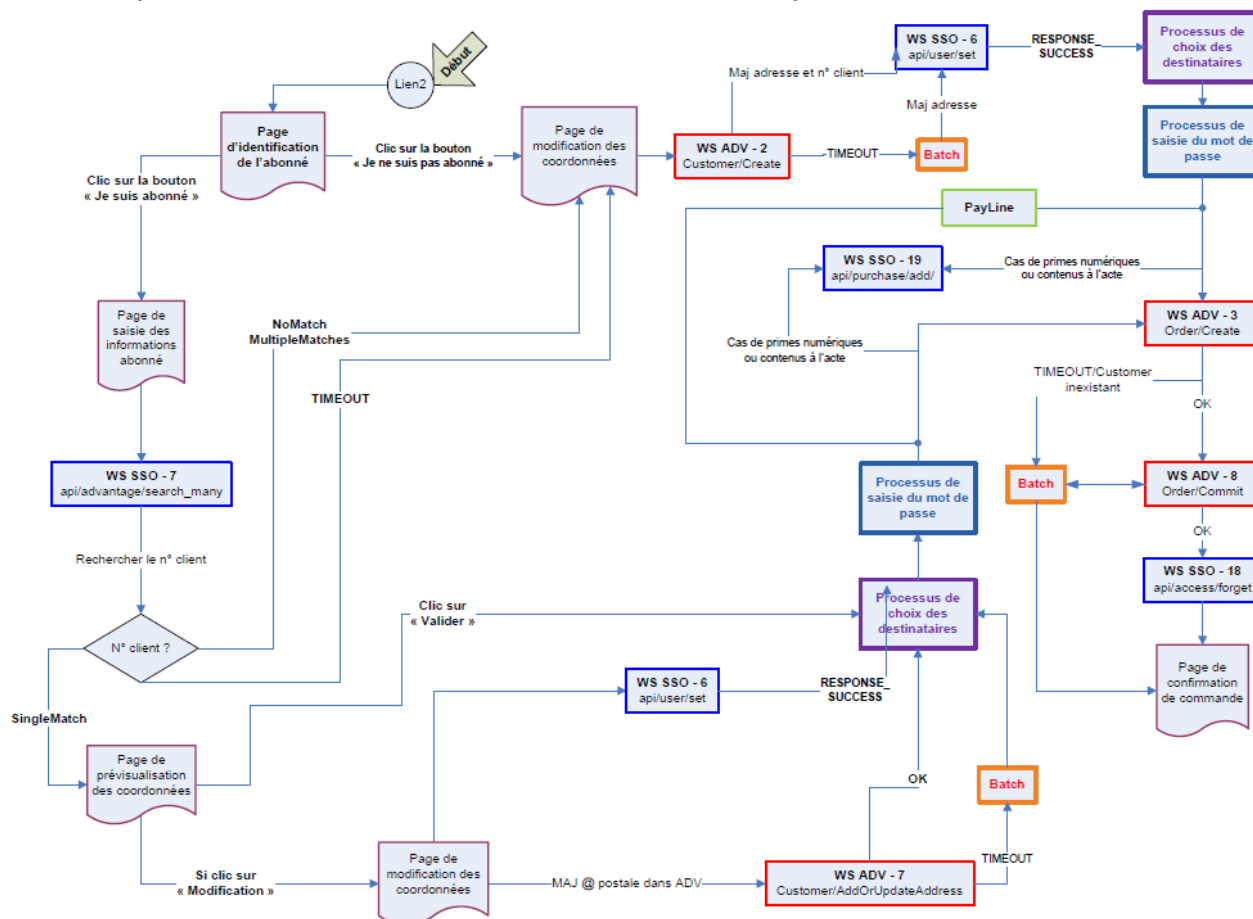 Début
Lien2
Page
d'identification
de l'abonné
Clic sur la bouton
« Je ne suis pas abonné »
Clic sur la bouton
« Je suis abonné »
Page de
modification des
coordonnées
WS ADV - 2
Customer/Create
Maj adresse et n° client
TIMEOUT
Batch
Maj adresse
WS SSO - 6
api/user/set
RESPONSE_
SUCCESS
Processus de
choix des
destinataires
Processus de
saisie du mot de
passe
PayLine
WS SSO - 19
api/purchase/add/
Cas de primes numériques
ou contenus à l'acte
Cas de primes numériques
ou contenus à l'acte
WS ADV - 3
Order/Create
TIMEOUT/Customer
inexistant
OK
Batch
WS ADV - 8
Order/Commit
OK
WS SSO - 18
api/access/forget
Page de
confirmation
de commande
Page de
saisie des
informations
abonné
NoMatch
MultipleMatches
TIMEOUT
WS SSO - 7
api/advantage/search_many
Rechercher le n° client
N° client ?
SingleMatch
Page de
prévisualisation
des coordonnées
Clic sur
« Valider »
Processus de
saisie du mot de
passe
Processus de
choix des
destinataires
WS SSO - 6
api/user/set
RESPONSE_
SUCCESS
OK
Batch
TIMEOUT
Si clic sur
« Modification »
Page de
modification des
coordonnées
MAJ @ postale dans ADV
WS ADV - 7
Customer/AddOrUpdateAddress